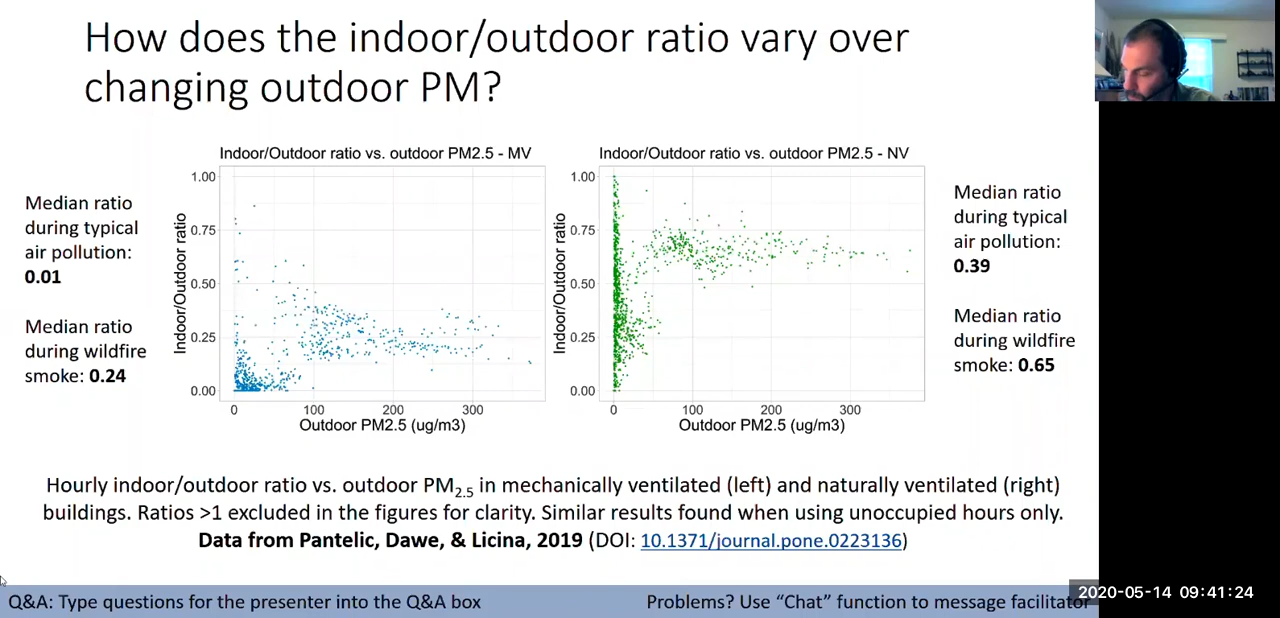 How does the indoor/outdoor ratio vary over
changing outdoor PM?
Median ratio
during typical
air pollution:
0.01
Median ratio
during wildfire
smoke: 0.24
Indoor/Outdoor ratio vs. outdoor PM2.5 - MV
Indoor/Outdoor ratio
1.00
0.75
0.50
0.25
0.00
0
100
200
300
Outdoor PM2.5 (ug/m3)
Indoor/Outdoor ratio vs. outdoor PM2.5 - NV
Indoor/Outdoor ratio
1.00
0.75
0.50
0.25
0.00
0
100
200
300
Outdoor PM2.5 (ug/m3)
Median ratio
during typical
air pollution:
0.39
Median ratio
during wildfire
smoke: 0.65
Hourly indoor/outdoor ratio vs. outdoor PM2.5 in mechanically ventilated (left) and naturally ventilated (right)
buildings. Ratios >1 excluded in the figures for clarity. Similar results found when using unoccupied hours only.
Data from Pantelic, Dawe, & Licina, 2019 (DOI: 10.1371/journal.pone.0223136)
Q&A: Type questions for the presenter into the Q&A box
Problems? Use “Chat” function to message facilitator
2020-05-14 09:41:24